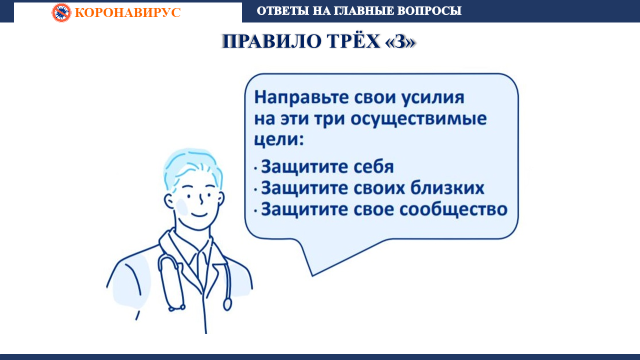 КОРОНАВИРУС
ОТВЕТЫ НА ГЛАВНЫЕ ВОПРОСЫ
ПРАВИЛО ТРЁХ «З»
Направьте свои усилия
на эти три осуществимые
цели:
· Защитите себя
· Защитите своих близких
· Защитите свое сообщество